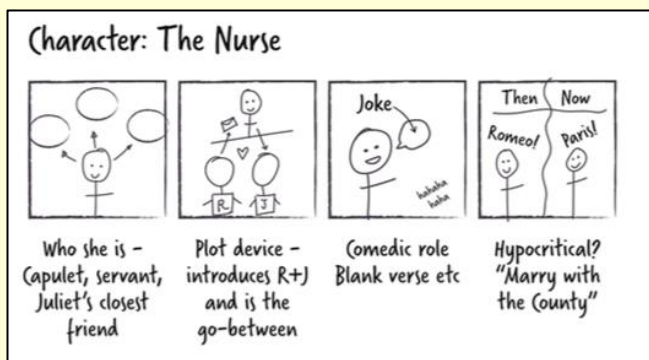 Character: The Nurse
R
J
Joke
hahaha
haha
Then
Now
Romeo!
Paris!
Who she is –
Capulet, servant,
Juliet's closest
friend
Plot device –
introduces R+J
and is the
go-between
Comedic role
Blank verse etc
Hypocritical?
"Marry with
the County"